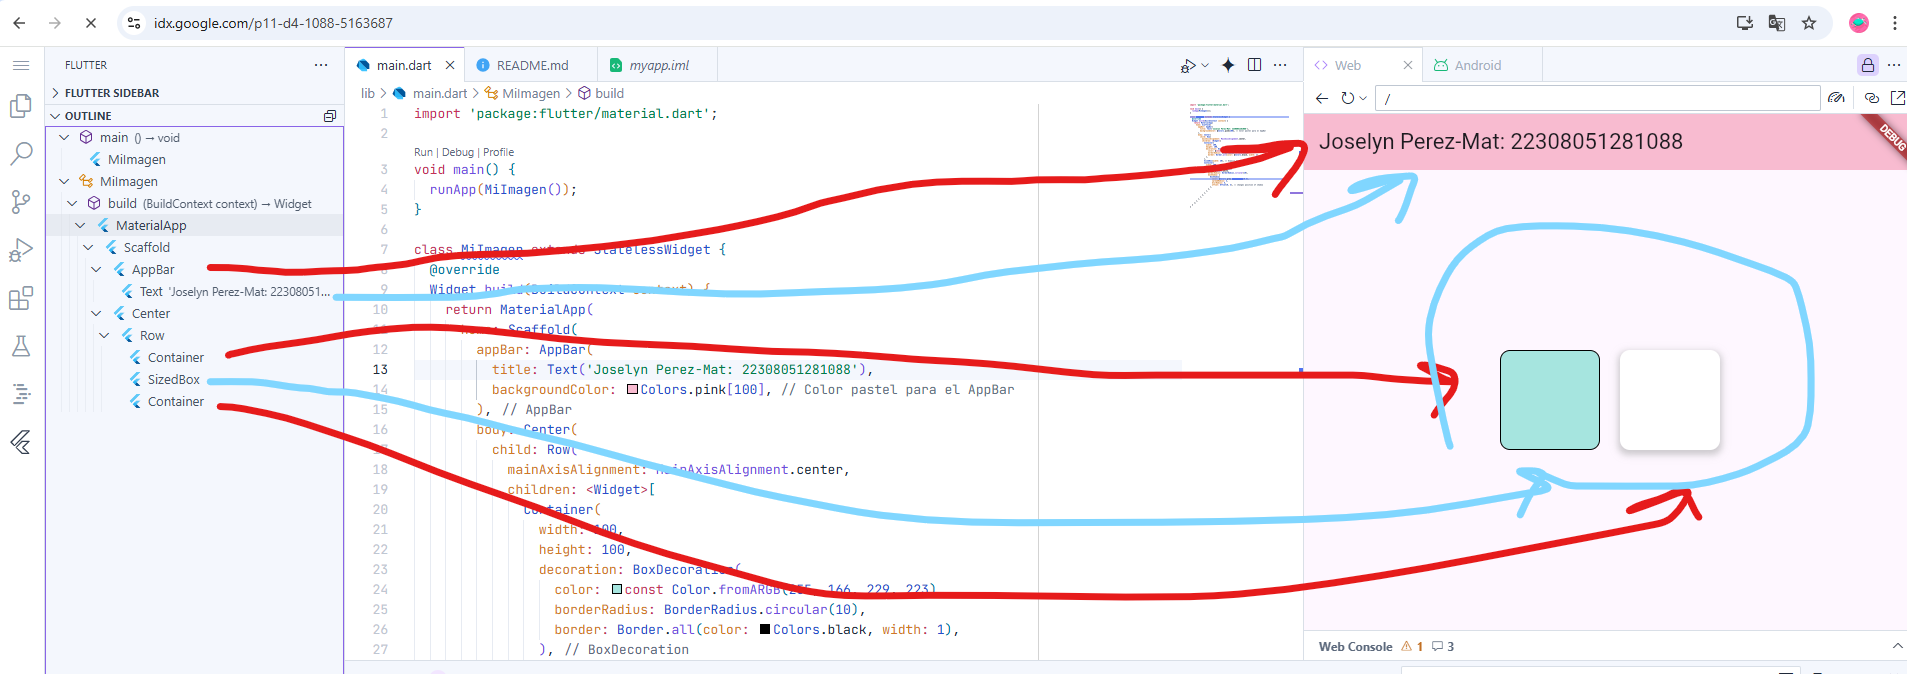 idx.google.com/p11-d4-1088-5163687
FLUTTER
FLUTTER SIDEBAR
OUTLINE
main () → void
MiImagen
MiImagen
build (BuildContext context) → Widget
MaterialApp
Scaffold
AppBar
Text 'Joselyn Perez-Mat: 22308051...
Center
Row
Container
SizedBox
Container
main.dart
README.md
myapp.iml
lib > main.dart > MiImagen > build
1 import 'package:flutter/material.dart';
2
Run | Debug | Profile
3 void main() {
4 runApp(MiImagen());
5 }
6
7 class MiImagen extends StatelessWidget {
@override
9 Widget build(BuildContext context) {
10 return MaterialApp(
Scaffold(
12 appBar: AppBar(
13 title: Text('Joselyn Perez-Mat: 22308051281088'),
14 backgroundColor: Colors.pink[100], // Color pastel para el AppBar
15 ), // AppBar
16 body: Center(
child: Row(
18 mainAxisAlignment: MainAxisAlignment.center,
19 children: <Widget>[
20 Container(
21 width: 100,
22 height: 100,
23 decoration: BoxDecoration(
24 color: const Color.fromARGB(255, 166, 229, 223)
25 borderRadius: BorderRadius.circular(10),
26 border: Border.all(color: Colors.black, width: 1),
27 ), // BoxDecoration
Web
Android
/
Joselyn Perez-Mat: 22308051281088
DEBUG
Web Console 1 3